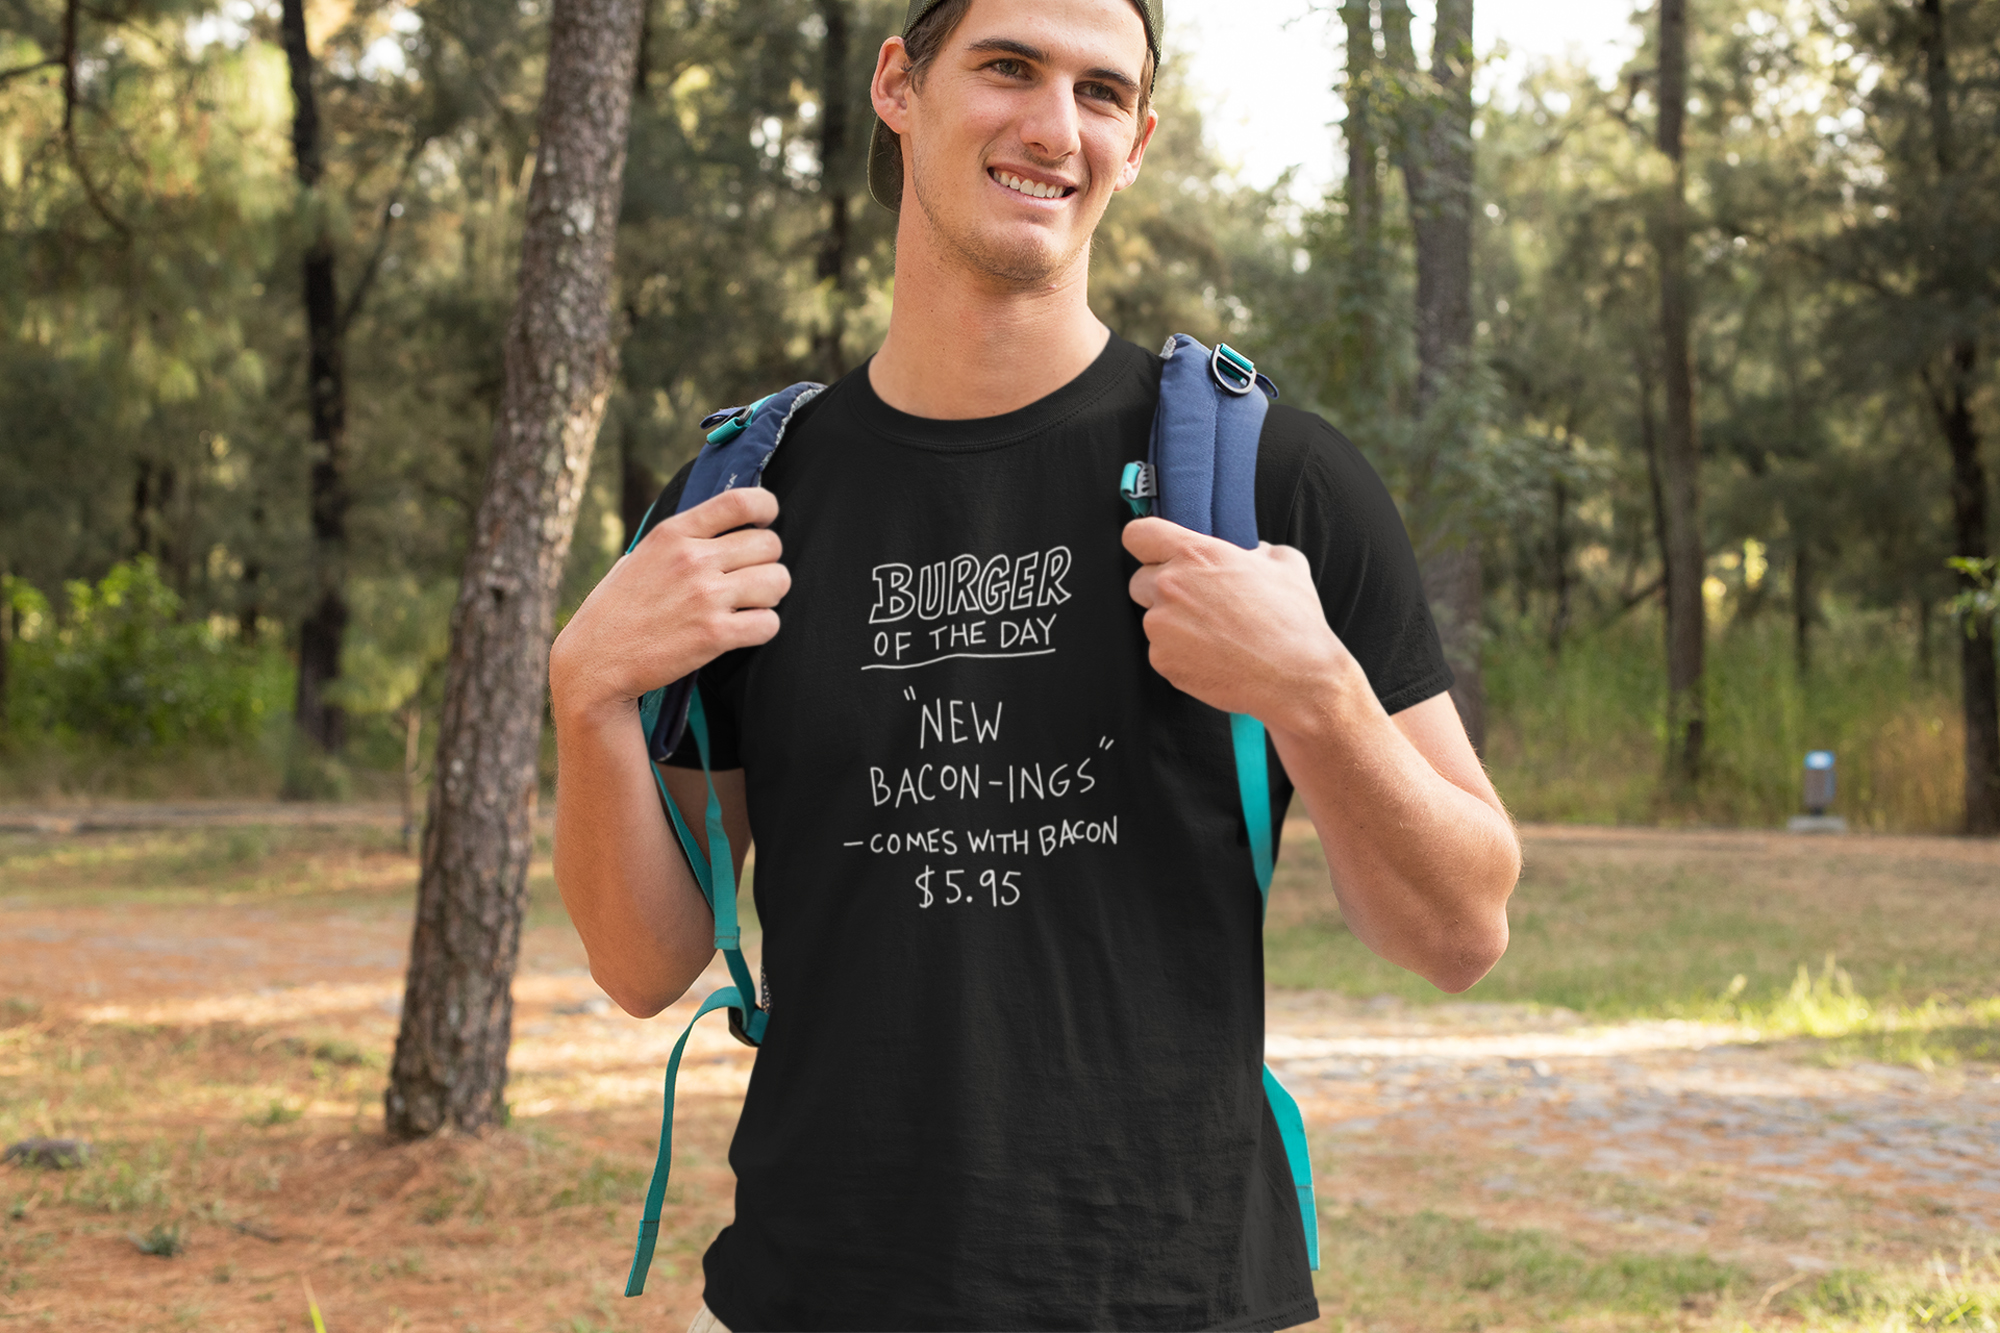 BURGER
OF THE DAY
"NEW
BACON-INGS"
-COMES WITH BACON
$5.95